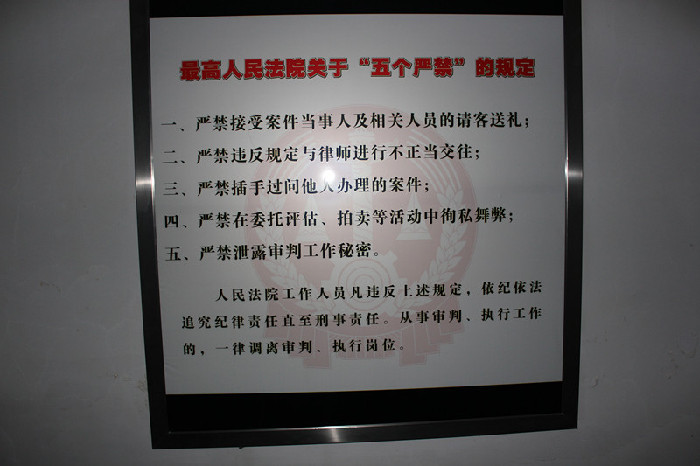 最高人民法院关于“五个严禁”的规定
一、严禁接受案件当事人及相关人员的请客送礼；
二、严禁违反规定与律师进行不正当交往；
三、严禁插手过问他人办理的案件；
四、严禁在委托评估、拍卖等活动中徇私舞弊；
五、严禁泄露审判工作秘密。
人民法院工作人员凡违反上述规定，依纪依法
追究纪律责任直至刑事责任。从事审判、执行工作
的，一律调离审判、执行岗位。